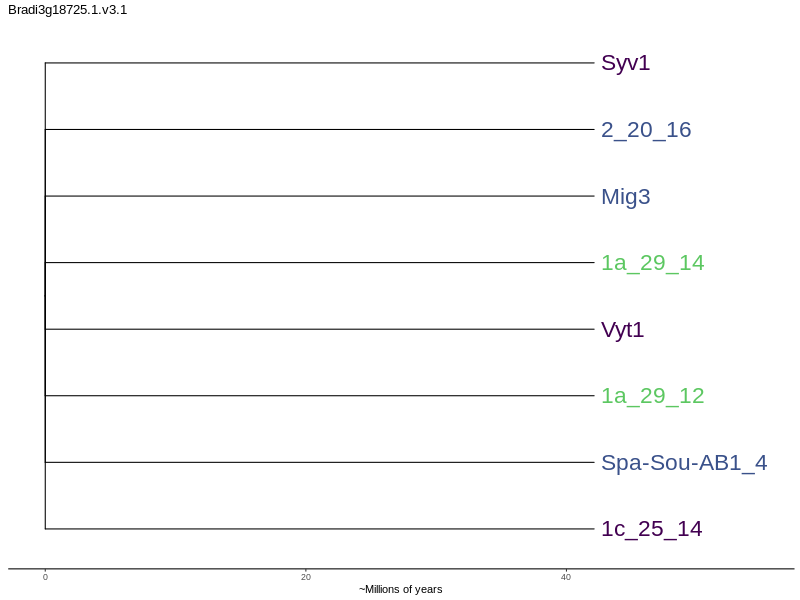 Bradi3g18725.1.v3.1
Syv1
2_20_16
Mig3
1a_29_14
Vyt1
1a_29_12
Spa-Sou-AB1_4
1c_25_14
0 20 40
~Millions of years